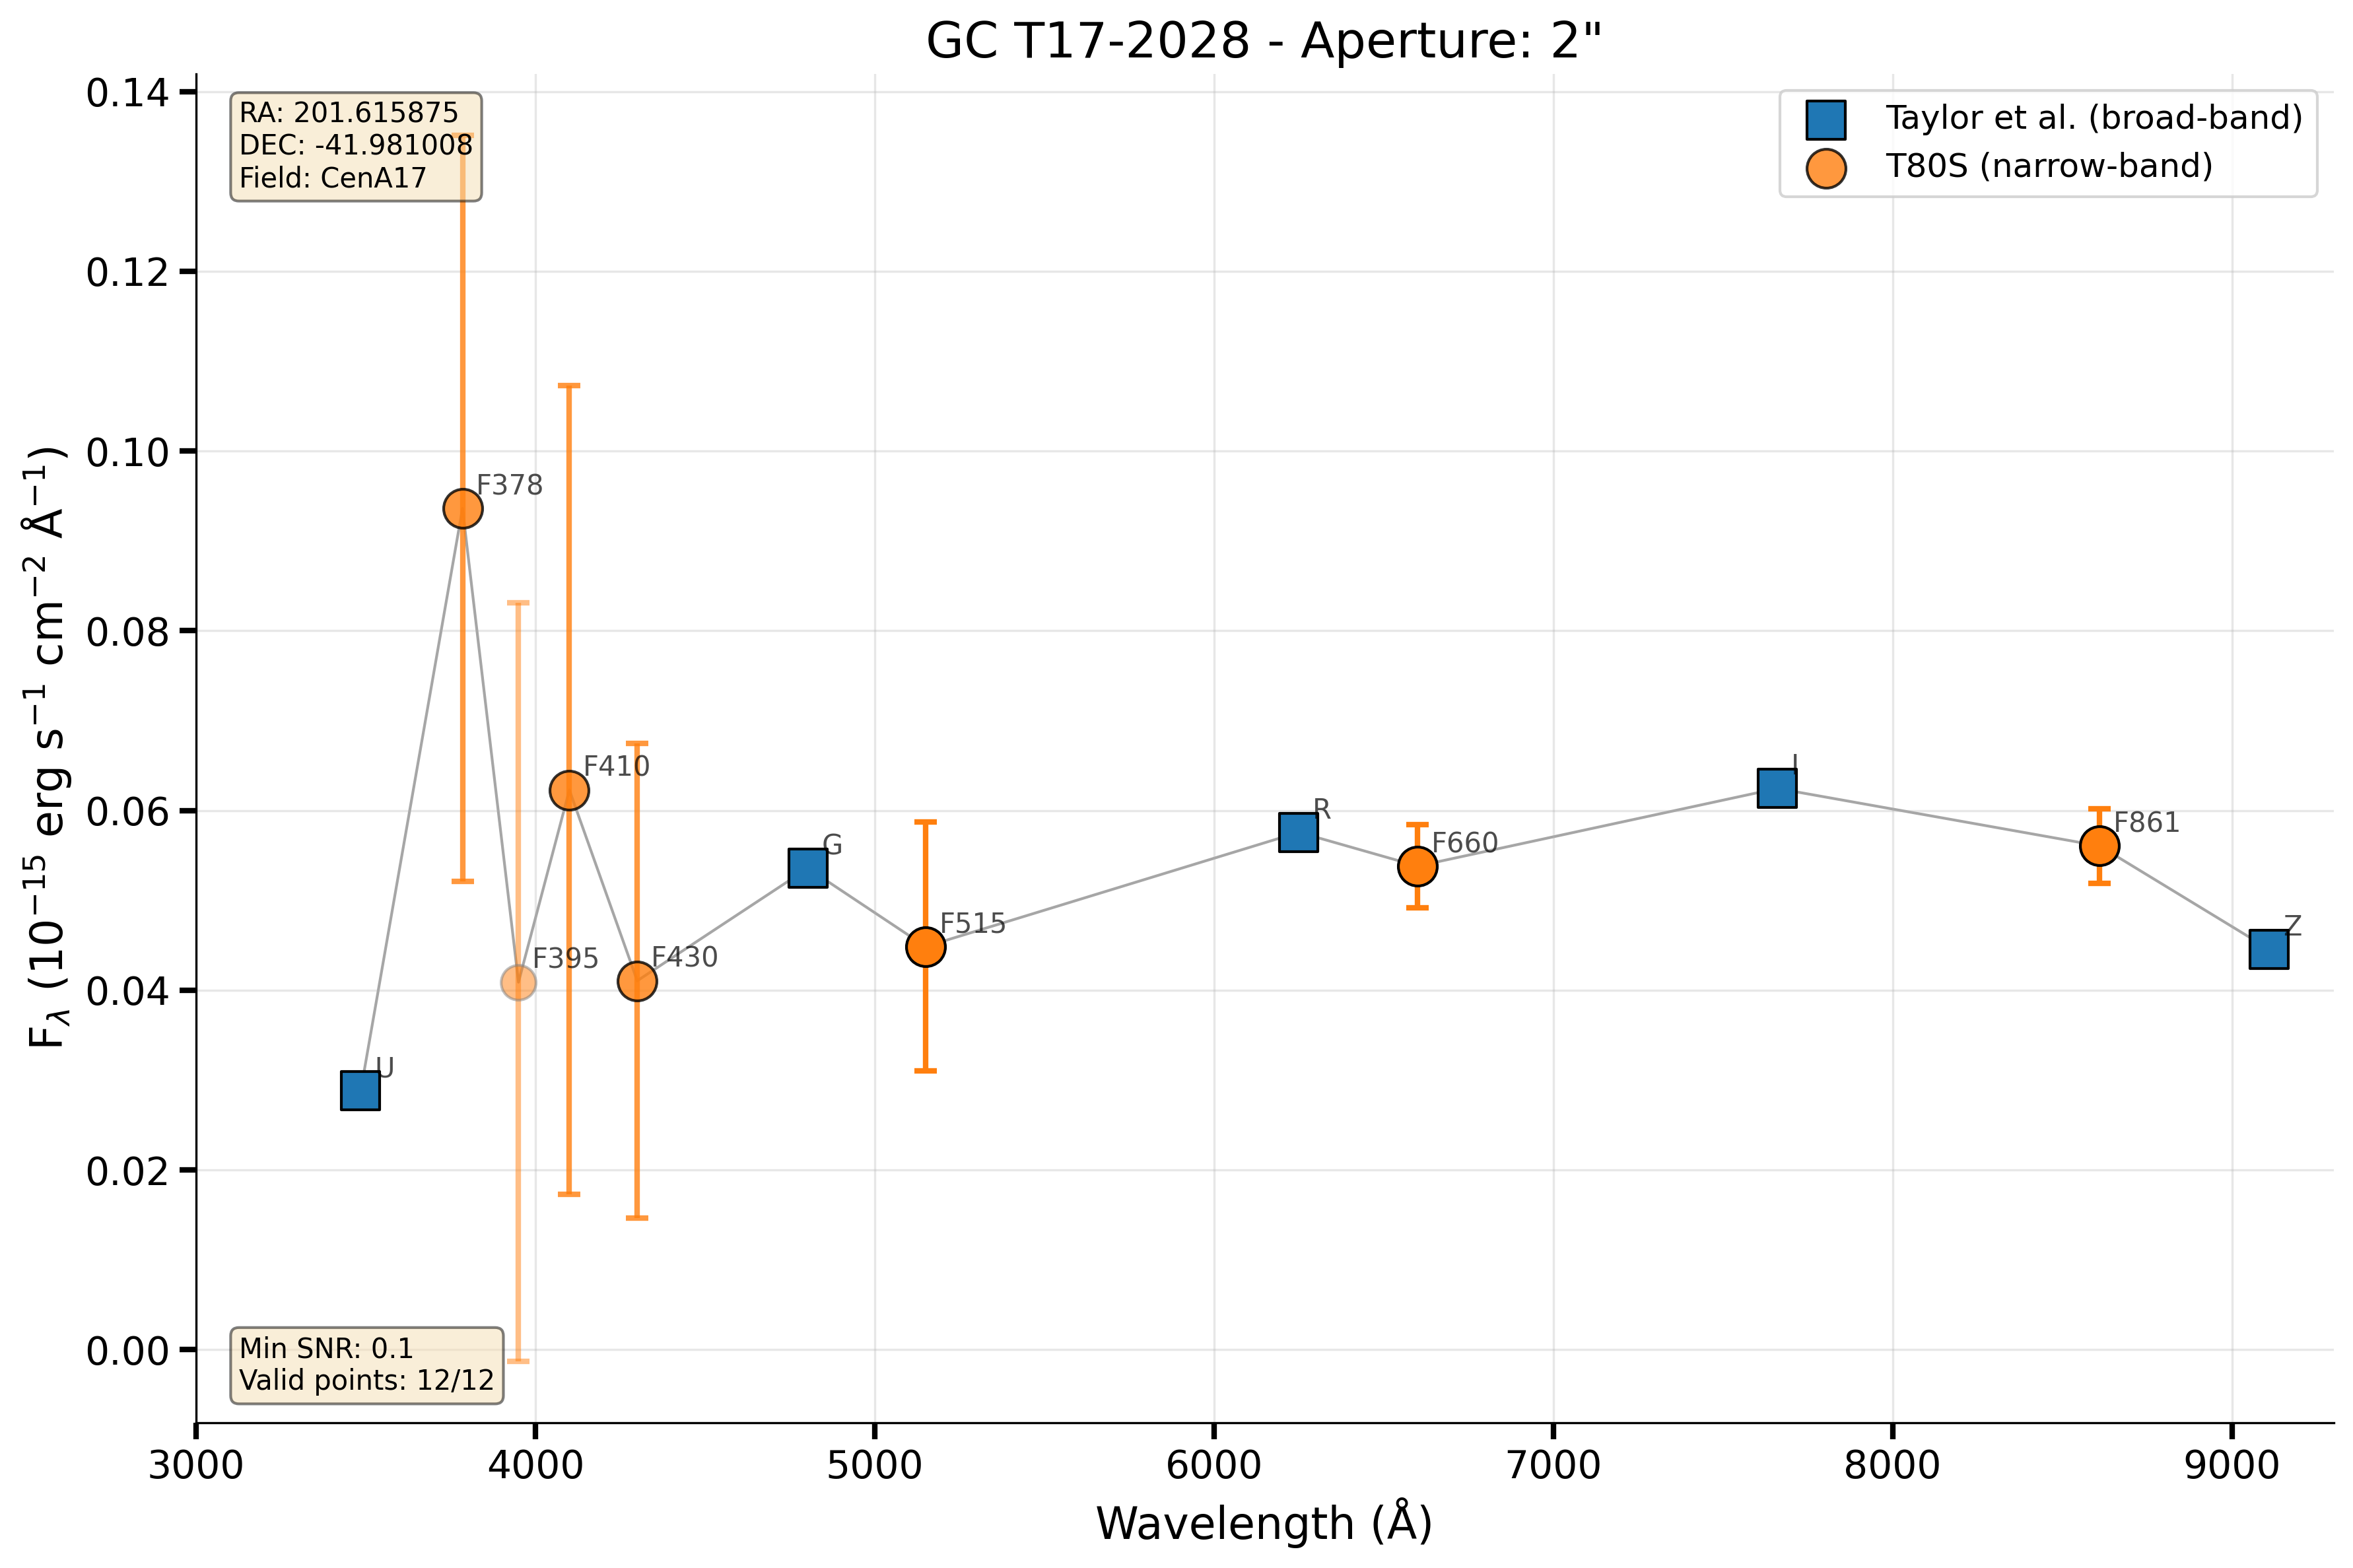 GC T17-2028 - Aperture: 2"
RA: 201.615875
DEC: -41.981008
Field: CenA17
Taylor et al. (broad-band)
T80S (narrow-band)
F_λ (10⁻¹⁵ erg s⁻¹ cm⁻² Å⁻¹)
0.14
0.12
0.10
0.08
0.06
0.04
0.02
0.00
U
F378
F395
F410
F430
G
F515
R
F660
I
F861
Z
Min SNR: 0.1
Valid points: 12/12
3000 4000 5000 6000 7000 8000 9000
Wavelength (Å)